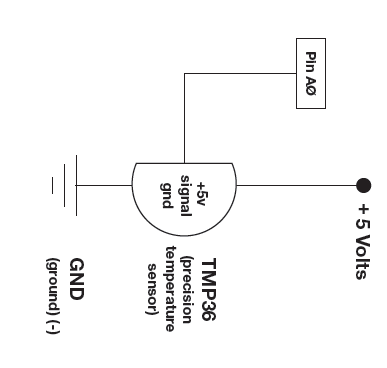 Pin AØ
+ 5 Volts
+5v
signal
gnd
TMP36
(precision
temperature
sensor)
GND
(ground) (-)